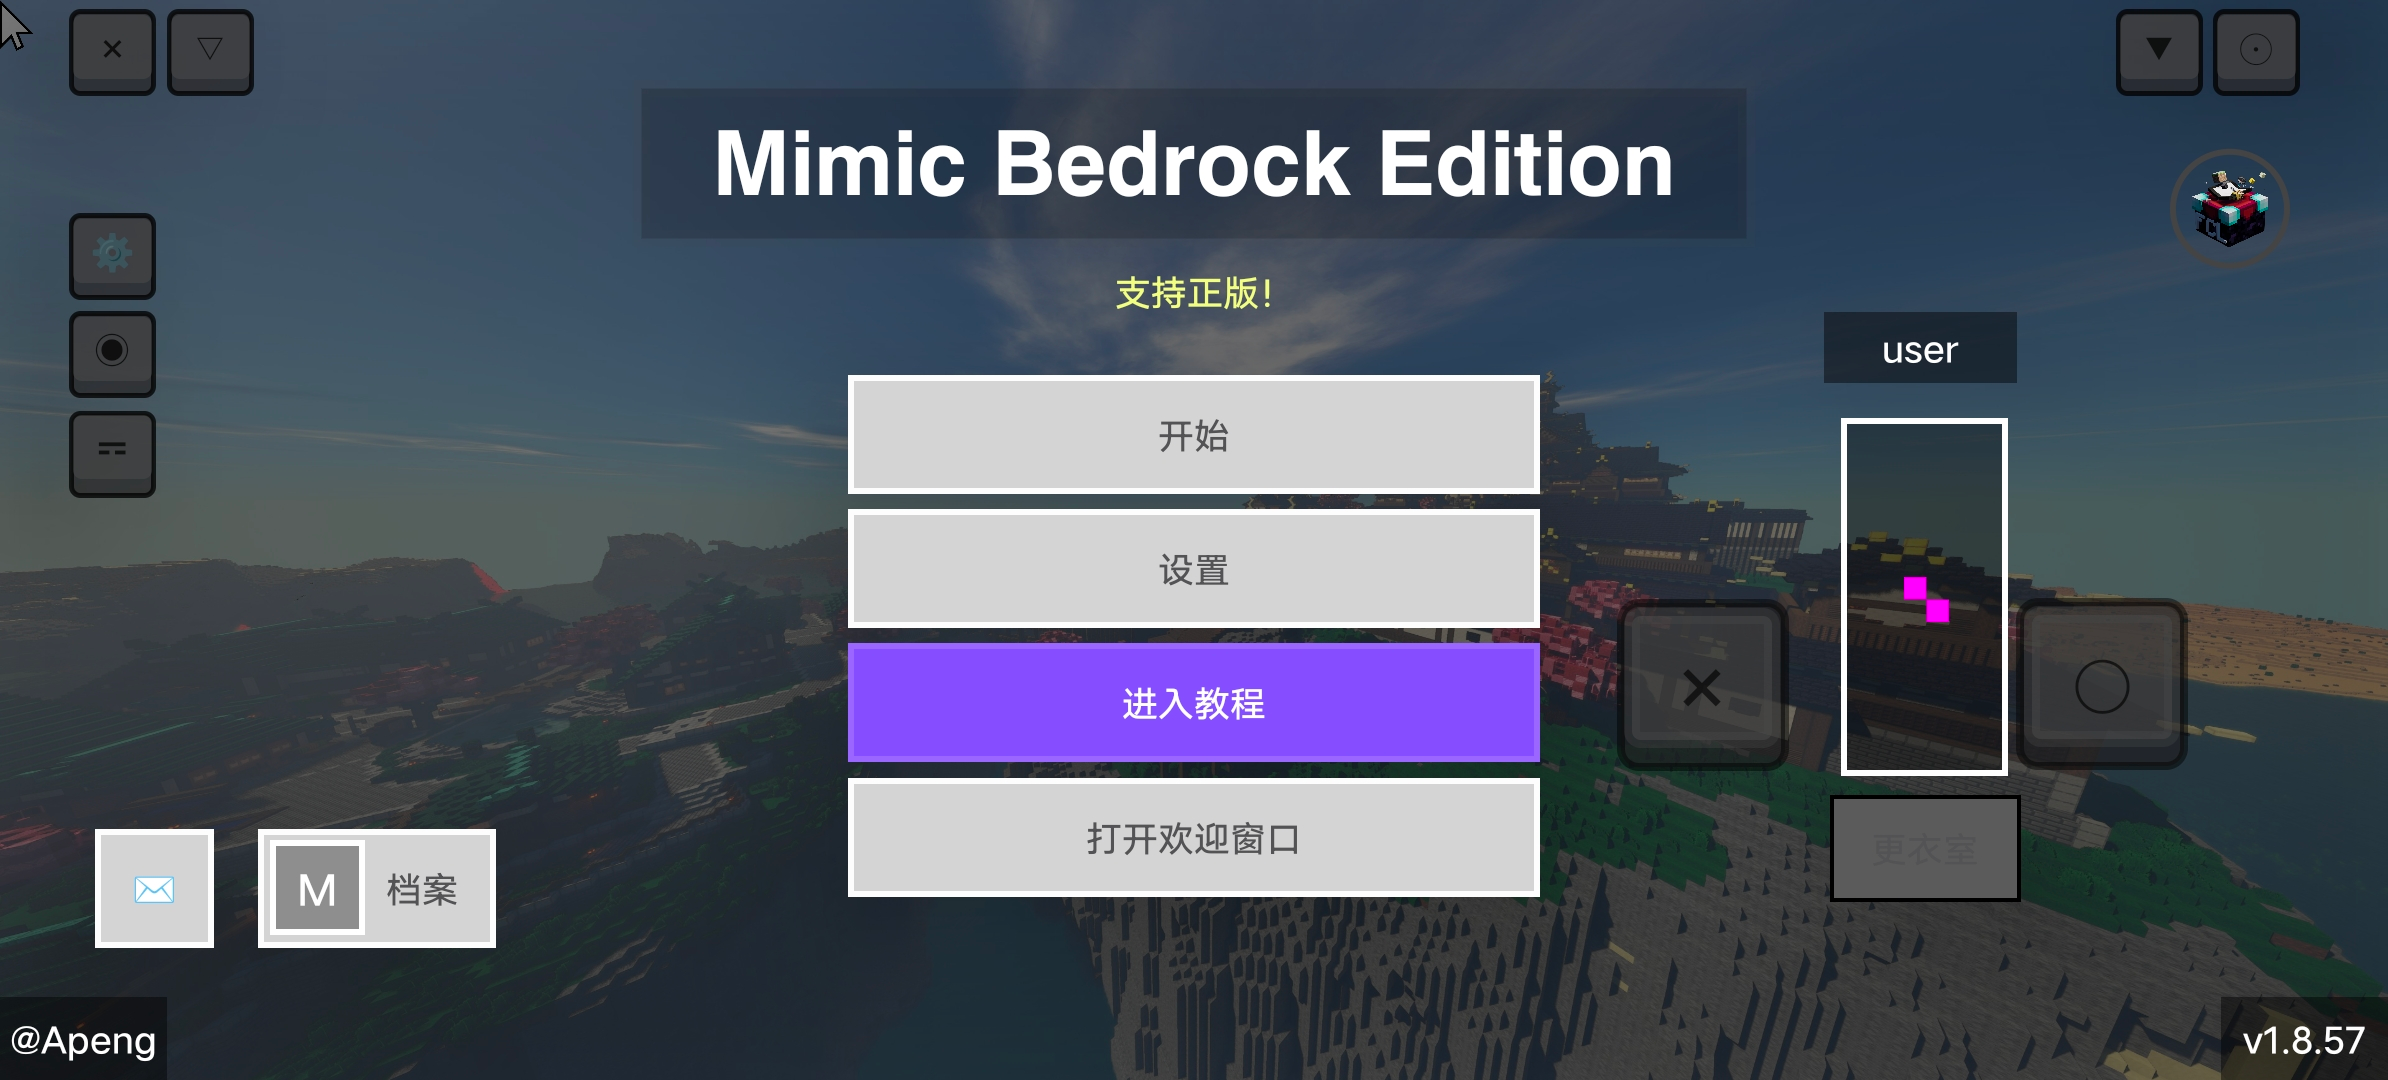 Mimic Bedrock Edition
支持正版!
user
开始
设置
进入教程
打开欢迎窗口
更衣室
M 档案
@Apeng
v1.8.57